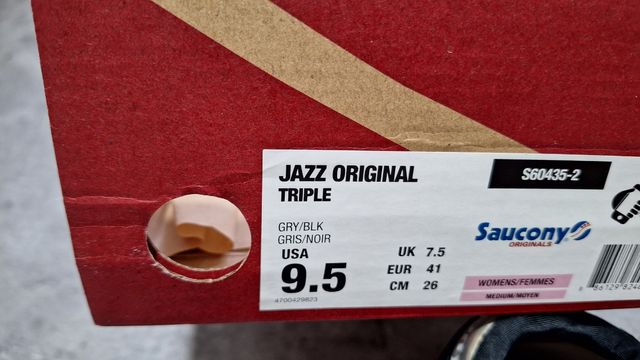 JAZZ ORIGINAL
TRIPLE
S60435-2
GRY/BLK
GRIS/NOIR
USA
9.5
4700429823
UK 7.5
EUR 41
CM 26
Saucony
ORIGINALS
WOMENS/FEMMES
MEDIUM/MOYEN